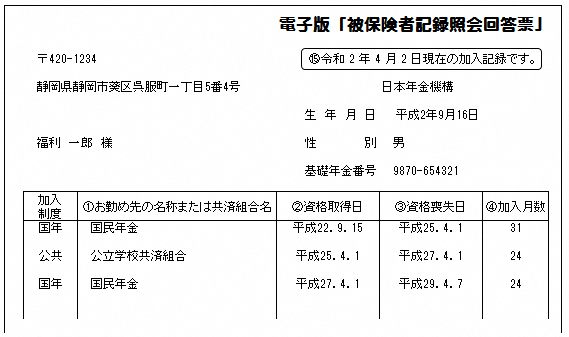 電子版「被保険者記録照会回答票」
〒420-1234
⑮令和2年4月2日現在の加入記録です。
静岡県静岡市葵区呉服町一丁目5番4号
日本年金機構
生年月日 平成2年9月16日
福利 一郎 様
性別 男
基礎年金番号 9870-654321
加入制度 ①お勤め先の名称または共済組合名 ②資格取得日 ③資格喪失日 ④加入月数
国年 国民年金 平成22.9.15 平成25.4.1 31
公共 公立学校共済組合 平成25.4.1 平成27.4.1 24
国年 国民年金 平成27.4.1 平成29.4.7 24